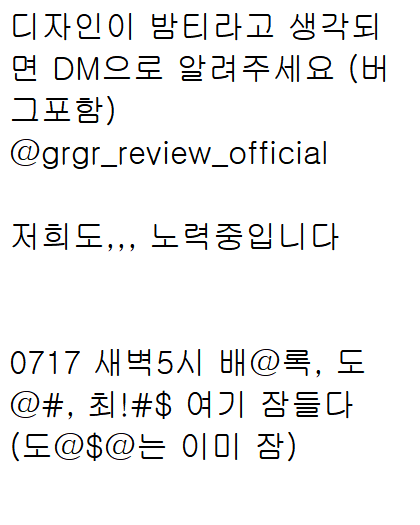 디자인이 밤티라고 생각되
면 DM으로 알려주세요 (버
그포함)
@grgr_review_official
저희도,,, 노력중입니다
0717 새벽5시 배@록, 도
@#, 최!#$ 여기 잠들다
(도@$@는 이미 잠)